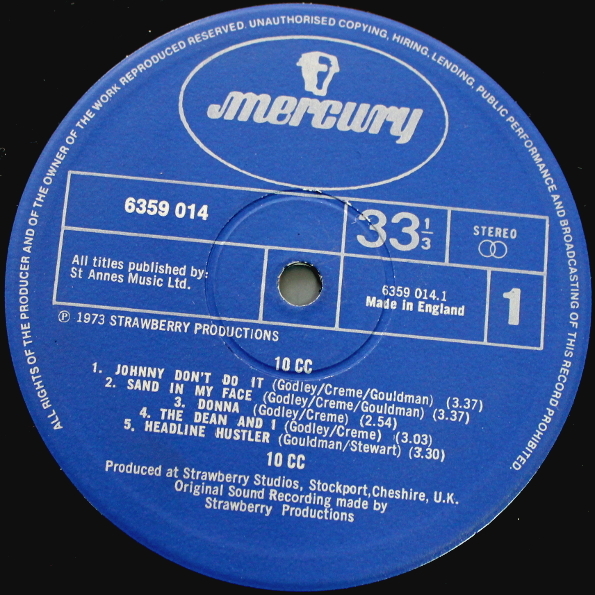 ALL RIGHTS OF THE PRODUCER AND OF THE OWNER OF THE WORK REPRODUCED RESERVED. UNAUTHORISED COPYING, HIRING, LENDING, PUBLIC PERFORMANCE AND BROADCASTING OF THIS RECORD PROHIBITED.
mercury
6359 014
33 1/3
STEREO
All titles published by:
St Annes Music Ltd.
6359 014.1
Made in England
1
℗ 1973 STRAWBERRY PRODUCTIONS
10 CC
1. JOHNNY DON'T DO IT (Godley/Creme/Gouldman) (3.37)
2. SAND IN MY FACE (Godley/Creme/Gouldman) (3.37)
3. DONNA (Godley/Creme) (2.54)
4. THE DEAN AND I (Godley/Creme) (3.03)
5. HEADLINE HUSTLER (Gouldman/Stewart) (3.30)
10 CC
Produced at Strawberry Studios, Stockport, Cheshire, U.K.
Original Sound Recording made by
Strawberry Productions